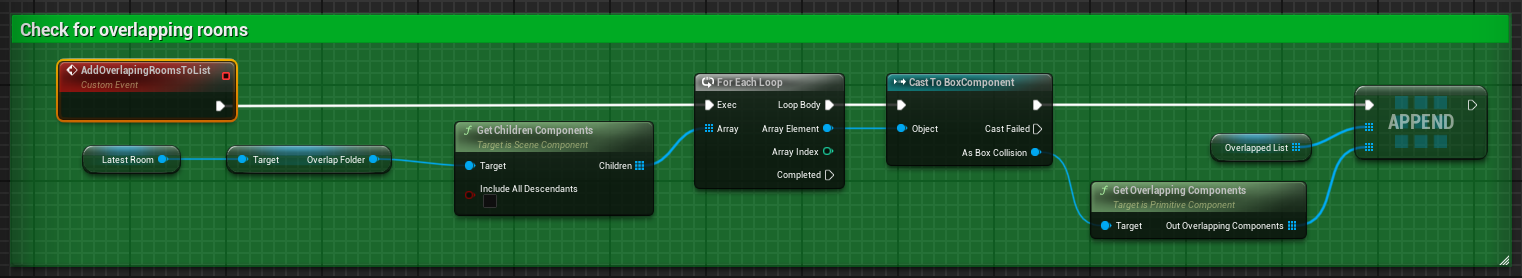 Check for overlapping rooms
AddOverlapingRoomsToList
Custom Event
Latest Room
Target
Overlap Folder
Get Children Components
Target is Scene Component
Target
Children
Include All Descendants
For Each Loop
Exec
Loop Body
Array
Array Element
Array Index
Completed
Cast To BoxComponent
Object
Cast Failed
As Box Collision
Get Overlapping Components
Target is Primitive Component
Target
Out Overlapping Components
Overlapped List
APPEND